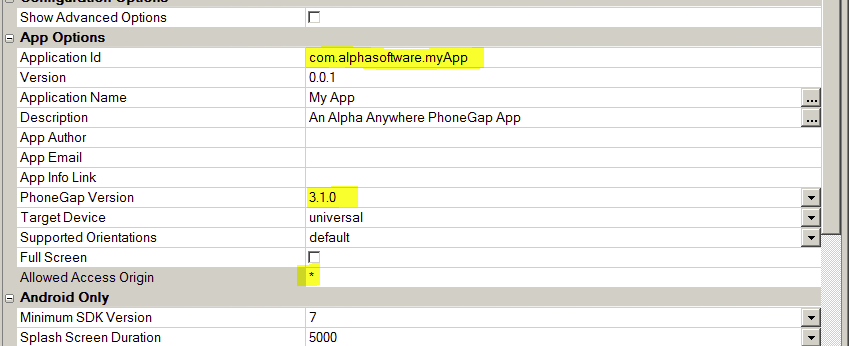 Configuration Options
Show Advanced Options
App Options
Application Id com.alphasoftware.myApp
Version 0.0.1
Application Name My App ...
Description An Alpha Anywhere PhoneGap App ...
App Author
App Email
App Info Link
PhoneGap Version 3.1.0
Target Device universal
Supported Orientations default
Full Screen
Allowed Access Origin *
Android Only
Minimum SDK Version 7
Splash Screen Duration 5000